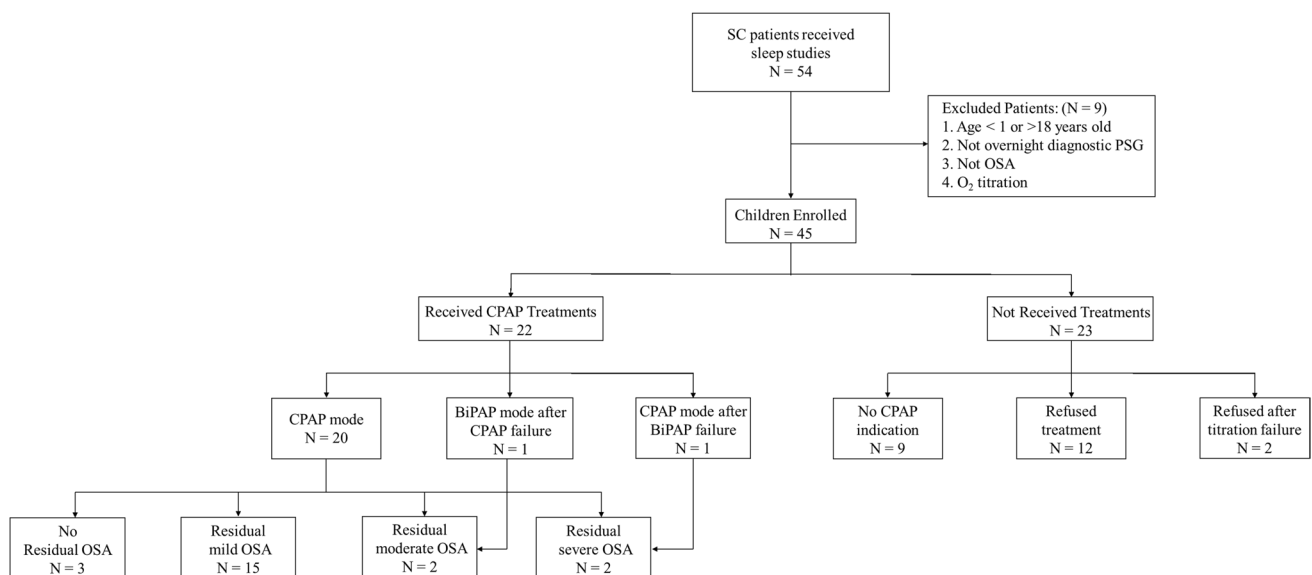 SC patients received
sleep studies
N = 54
Excluded Patients: (N = 9)
1. Age < 1 or >18 years old
2. Not overnight diagnostic PSG
3. Not OSA
4. O₂ titration
Children Enrolled
N = 45
Received CPAP Treatments
N = 22
Not Received Treatments
N = 23
CPAP mode
N = 20
BiPAP mode after
CPAP failure
N = 1
CPAP mode after
BiPAP failure
N = 1
No CPAP
indication
N = 9
Refused
treatment
N = 12
Refused after
titration failure
N = 2
No
Residual OSA
N = 3
Residual
mild OSA
N = 15
Residual
moderate OSA
N = 2
Residual
severe OSA
N = 2